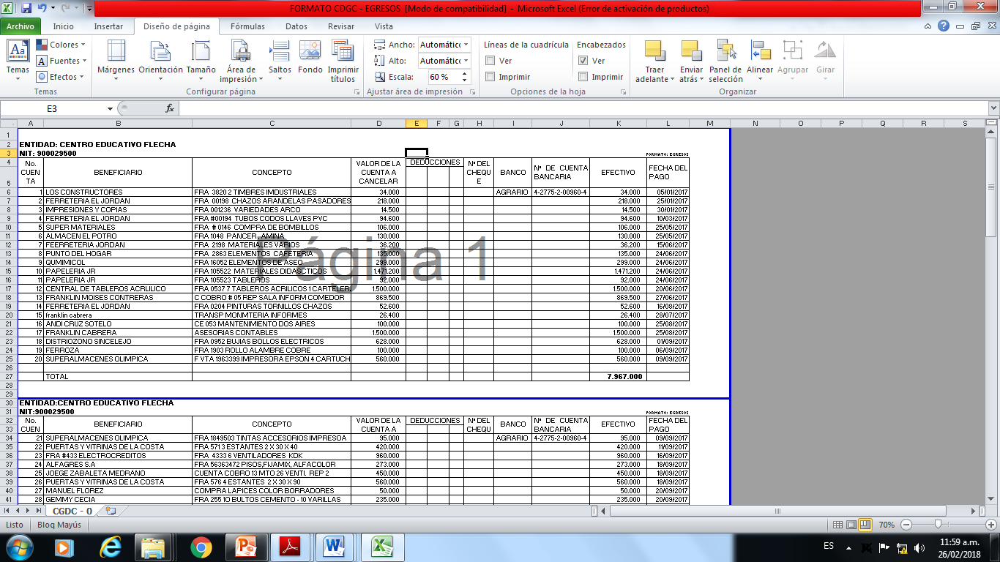 FORMATO CDGC - EGRESOS [Modo de compatibilidad] - Microsoft Excel (Error de activación de productos)
Archivo Inicio Insertar Diseño de página Fórmulas Datos Revisar Vista
Temas Colores Fuentes Efectos Márgenes Orientación Tamaño Área de impresión Saltos Fondo Imprimir títulos Ancho: Automático Alto: Automático Escala: 60 % Líneas de la cuadrícula Ver Imprimir Encabezados Ver Imprimir Traer adelante Enviar atrás Panel de selección Alinear Agrupar Girar
Temas Configurar página Ajustar área de impresión Opciones de la hoja Organizar
E3 fx
A B C D E F G H I J K L M N O P Q R S
1
2 ENTIDAD: CENTRO EDUCATIVO FLECHA
3 NIT: 900029500 FORMATO: EGRESOS
4 5 No. CUEN TA BENEFICIARIO CONCEPTO VALOR DE LA CUENTA A CANCELAR DEDUCCIONES Nº DEL CHEQU E BANCO Nº DE CUENTA BANCARIA EFECTIVO FECHA DEL PAGO
6 1 LOS CONSTRUCTORES FRA 3820 2 TIMBRES IMDUSTRIALES 34.000 AGRARIO 4-2775-2-00960-4 34.000 05/01/2017
7 2 FERRETERIA EL JORDAN FRA 00198 CHAZOS ARANDELAS PASADORES 218.000 218.000 25/01/2017
8 3 IMPRESIONES Y COPIAS FRA 001236 VARIEDADES ARCO 14.500 14.500 30/01/2017
9 4 FERRETERIA EL JORDAN FRA #00194 TUBOS CODOS LLAVES PVC 94.600 94.600 10/03/2017
10 5 SUPER MATERIALES FRA # 0146 COMPRA DE BOMBILLOS 106.000 106.000 25/05/2017
11 6 ALMACEN EL POTRO FRA 1048 PANCER, AMINA 130.000 130.000 25/05/2017
12 7 FEERRETERIA JORDAN FRA 2198 MATERIALES VARIOS 36.200 36.200 15/06/2017
13 8 PUNTO DEL HOGAR FRA 2863 ELEMENTOS CAFETERIA 135.000 135.000 24/06/2017
14 9 QUMIMICOL FRA 16052 ELEMENTOS DE ASEO 299.000 299.000 24/06/2017
15 10 PAPELERIA JR FRA 105522 MATERIALES DIDASCTICOS 1.471.200 1.471.200 24/06/2017
16 11 PAPELERIA JR FRA 105523 TABLEROS 92.000 92.000 24/06/2017
17 12 CENTRAL DE TABLEROS ACRLILICO FRA 0537 7 TABLEROS ACRILICOS 1 CARTELER 1.500.000 1.500.000 20/06/2017
18 13 FRANKLIN MOISES CONTRERAS C COBRO # 05 REP SALA INFORM COMEDOR 869.500 869.500 27/06/2017
19 14 FERRETERIA EL JORDAN FRA 0204 PINTURAS TORNILLOS CHAZOS 52.600 52.600 16/08/2017
20 15 franklin cabrera TRANSP MONIMTERIA INFORMES 26.400 26.400 28/07/2017
21 16 ANDI CRUZ SOTELO CE 053 MANTENIMIENTO DOS AIRES 100.000 100.000 25/08/2017
22 17 FRANKLIN CABRERA ASESORIAS CONTABLES 1.500.000 1.500.000 25/08/2017
23 18 DISTRIOZONO SINCELEJO FRA 0952 BUJIAS BOLLOS ELECTRICOS 628.000 628.000 01/09/2017
24 19 FERROZA FRA 1903 ROLLO ALAMBRE COBRE 100.000 100.000 06/09/2017
25 20 SUPERALMACENES OLIMPICA F VTA 1963399 IMPRESORA EPSON 4 CARTUCH 560.000 560.000 09/09/2017
26
27 TOTAL 7.967.000
Página 1
28
29
30 ENTIDAD:CENTRO EDUCATIVO FLECHA
31 NIT:900029500 FORMATO: EGRESOS
32 33 No. CUEN BENEFICIARIO CONCEPTO VALOR DE LA CUENTA A DEDUCCIONES Nº DEL CHEQU BANCO Nº DE CUENTA BANCARIA EFECTIVO FECHA DEL PAGO
34 21 SUPERALMACENES OLIMPICA FRA 1849503 TINTAS ACCESORIOS IMPRESOA 95.000 AGRARIO 4-2775-2-00960-4 95.000 09/09/2017
35 22 PUERTAS Y VITRINAS DE LA COSTA FRA 571 3 ESTANTES 2 X 30 X 40 420.000 420.000 11/09/2017
36 23 FRA #433 ELECTROCREDITOS FRA 4333 6 VENTILADORES KDK 960.000 960.000 16/09/2017
37 24 ALFAGRES S.A FRA 56363472 PISOS,FIJAMIX, ALFACOLOR 273.000 273.000 18/09/2017
38 25 JOEGE ZABALETA MEDRANO CUENTA COBRO 13 MTO 26 VENTI. REP 2 450.000 450.000 18/09/2017
39 26 PUERTAS Y VITRINAS DE LA COSTA FRA 576 4 ESTANTES 2 X 30 X 90 560.000 560.000 18/09/2017
40 27 MANUEL FLOREZ COMPRA LAPICES COLOR BORRADORES 50.000 50.000 20/09/2017
41 28 GEMMY CECIA FRA 255 10 BULTOS CEMENTO - 10 VARILLAS 235.000 235.000 20/09/2017
CGDC - 0
Listo Bloq Mayús 70%
ES 11:59 a.m.
26/02/2018